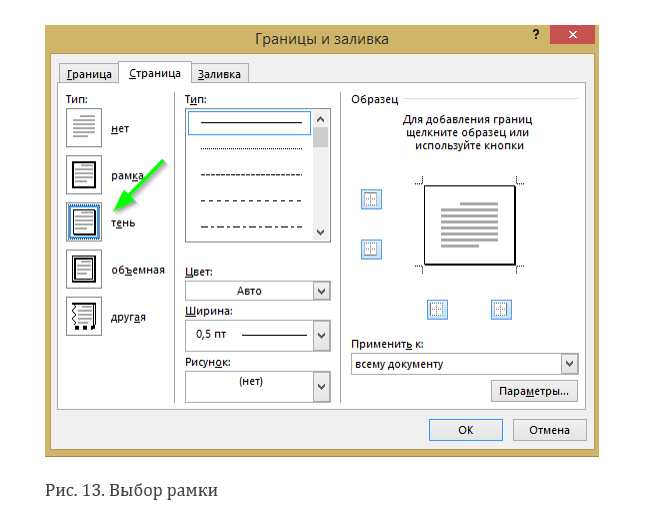 Границы и заливка
?
Граница
Страница
Заливка
Тип:
нет
рамка
тень
объемная
другая
Тип:
Цвет:
Авто
Ширина:
0,5 пт
Рисунок:
(нет)
Образец
Для добавления границ
щелкните образец или
используйте кнопки
Применить к:
всему документу
Параметры...
ОК
Отмена
Рис. 13. Выбор рамки